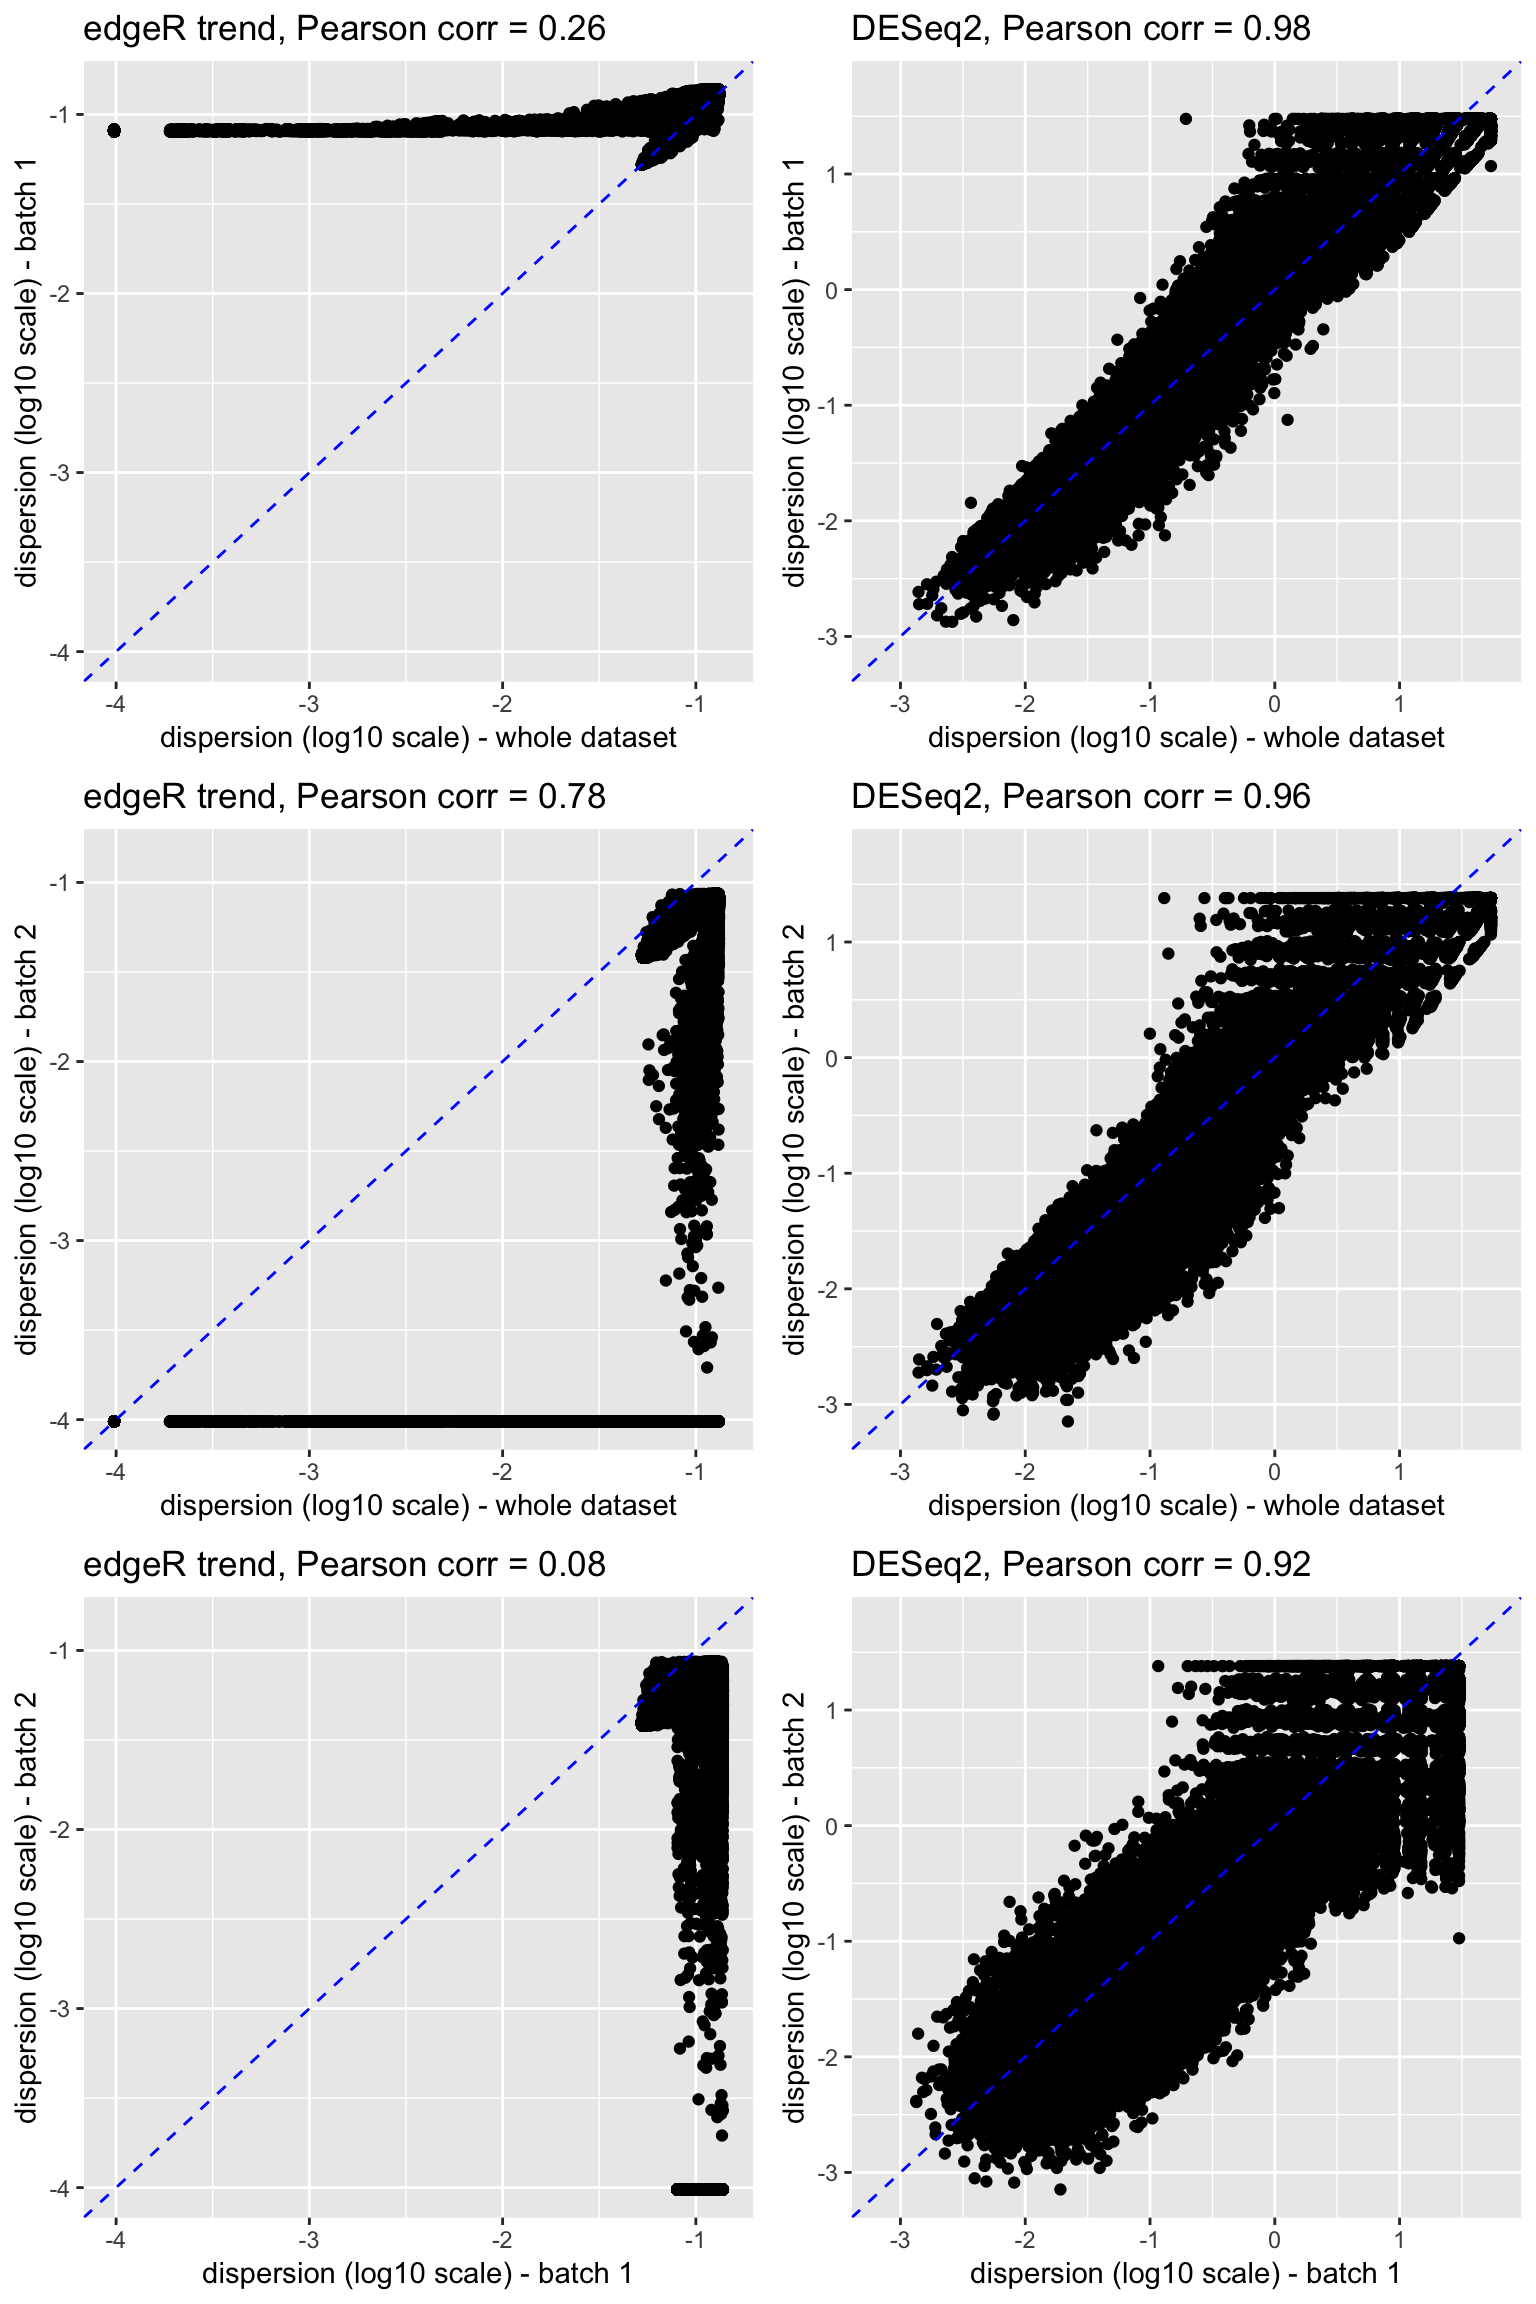 edgeR trend, Pearson corr = 0.26
dispersion (log10 scale) - batch 1
-1
-2
-3
-4
-4 -3 -2 -1
dispersion (log10 scale) - whole dataset
DESeq2, Pearson corr = 0.98
dispersion (log10 scale) - batch 1
1
0
-1
-2
-3
-3 -2 -1 0 1
dispersion (log10 scale) - whole dataset
edgeR trend, Pearson corr = 0.78
dispersion (log10 scale) - batch 2
-1
-2
-3
-4
-4 -3 -2 -1
dispersion (log10 scale) - whole dataset
DESeq2, Pearson corr = 0.96
dispersion (log10 scale) - batch 2
1
0
-1
-2
-3
-3 -2 -1 0 1
dispersion (log10 scale) - whole dataset
edgeR trend, Pearson corr = 0.08
dispersion (log10 scale) - batch 2
-1
-2
-3
-4
-4 -3 -2 -1
dispersion (log10 scale) - batch 1
DESeq2, Pearson corr = 0.92
dispersion (log10 scale) - batch 2
1
0
-1
-2
-3
-3 -2 -1 0 1
dispersion (log10 scale) - batch 1